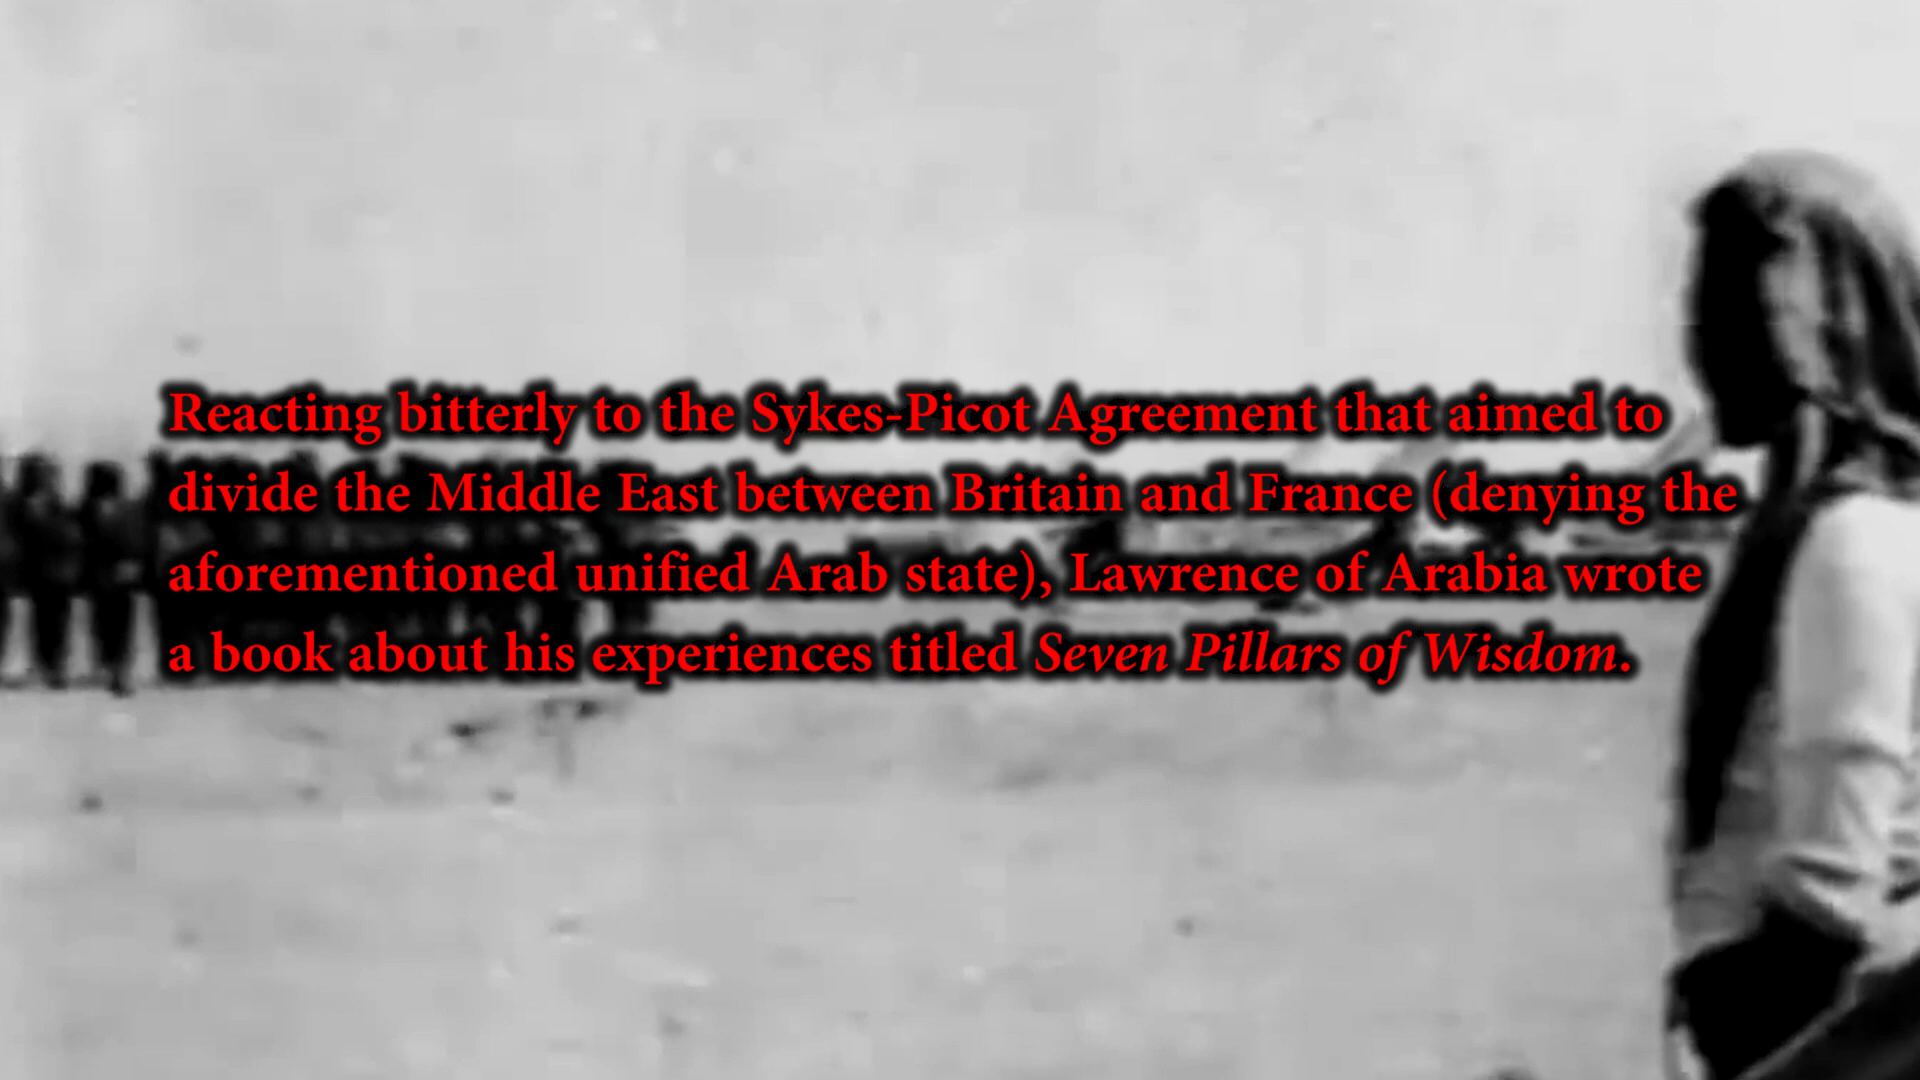 Reacting bitterly to the Sykes-Picot Agreement that aimed to
divide the Middle East between Britain and France (denying the
aforementioned unified Arab state), Lawrence of Arabia wrote
a book about his experiences titled Seven Pillars of Wisdom.